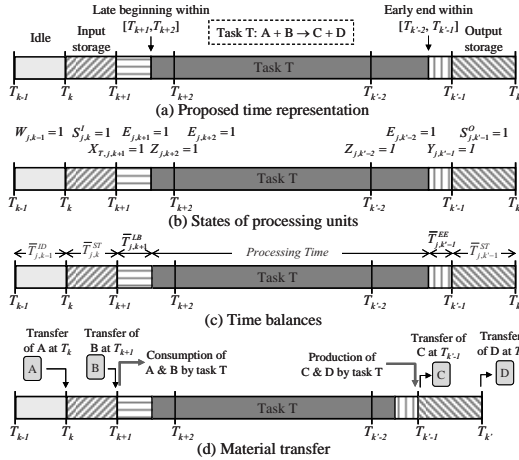 Late beginning within
[T_{k+1},T_{k+2}]
Early end within
[T_{k'-2}, T_{k'-1}]
Idle
Input storage
Task T: A + B → C + D
Output storage
Task T
T_{k-1} T_k T_{k+1} T_{k+2} T_{k'-2} T_{k'-1} T_k
(a) Proposed time representation
W_{j,k-1} = 1 S^I_{j,k} = 1 E_{j,k+1} = 1 E_{j,k+2} = 1 E_{j,k'-2} = 1 S^O_{j,k'-1} = 1
X_{T,j,k+1} = 1 Z_{j,k+2} = 1 Z_{j,k'-2} = 1 Y_{j,k'-1} = 1
Task T
T_{k-1} T_k T_{k+1} T_{k+2} T_{k'-2} T_{k'-1} T_k
(b) States of processing units
T̅^{ID}_{j,k-1} T̅^{ST}_{j,k} T̅^{LB}_{j,k+1} Processing Time T̅^{EE}_{j,k'-1} T̅^{ST}_{j,k'-1}
Task T
T_{k-1} T_k T_{k+1} T_{k+2} T_{k'-2} T_{k'-1} T_k
(c) Time balances
Transfer of A at T_k
Transfer of B at T_{k+1}
Consumption of A & B by task T
Production of C & D by task T
Transfer of C at T_{k'-1}
Transfer of D at T
A B C D
Task T
T_{k-1} T_k T_{k+1} T_{k+2} T_{k'-2} T_{k'-1} T_{k'}
(d) Material transfer